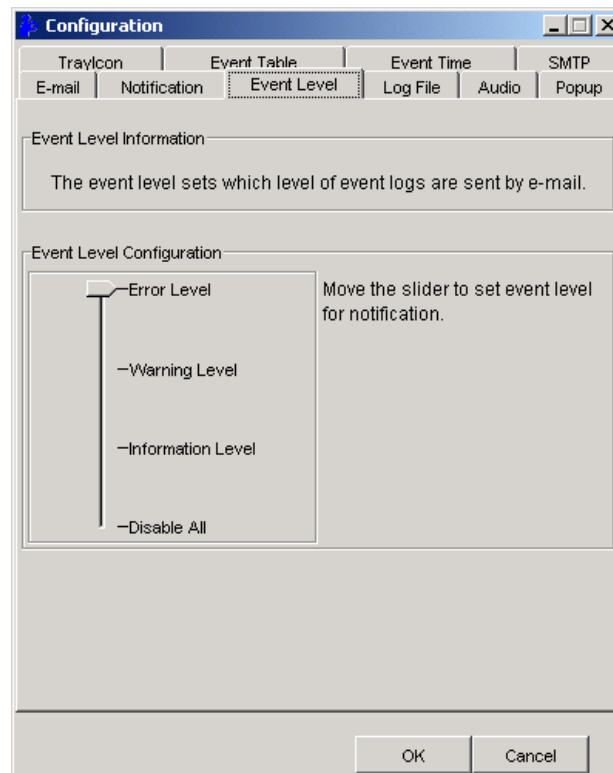 Configuration
TrayIcon Event Table Event Time SMTP
E-mail Notification Event Level Log File Audio Popup
Event Level Information
The event level sets which level of event logs are sent by e-mail.
Event Level Configuration
Error Level
Move the slider to set event level
for notification.
Warning Level
Information Level
Disable All
OK Cancel